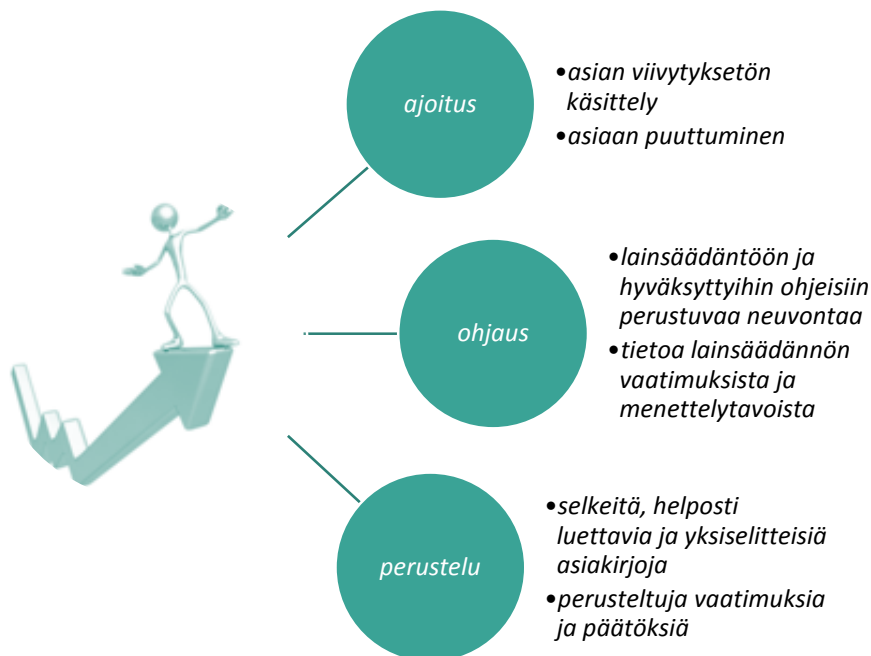 ajoitus
•asian viivytyksetön
käsittely
•asiaan puuttuminen
ohjaus
•lainsäädäntöön ja
hyväksyttyihin ohjeisiin
perustuvaa neuvontaa
•tietoa lainsäädännön
vaatimuksista ja
menettelytavoista
perustelu
•selkeitä, helposti
luettavia ja yksiselitteisiä
asiakirjoja
•perusteltuja vaatimuksia
ja päätöksiä